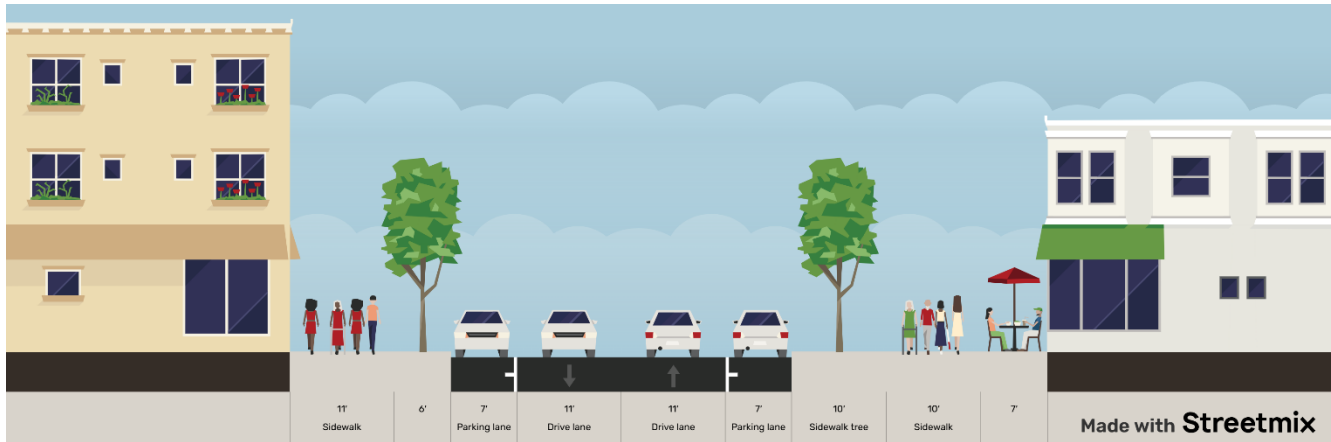 11' 6' 7' 11' 11' 7' 10' 10' 7'
Sidewalk Parking lane Drive lane Drive lane Parking lane Sidewalk tree Sidewalk
Made with Streetmix